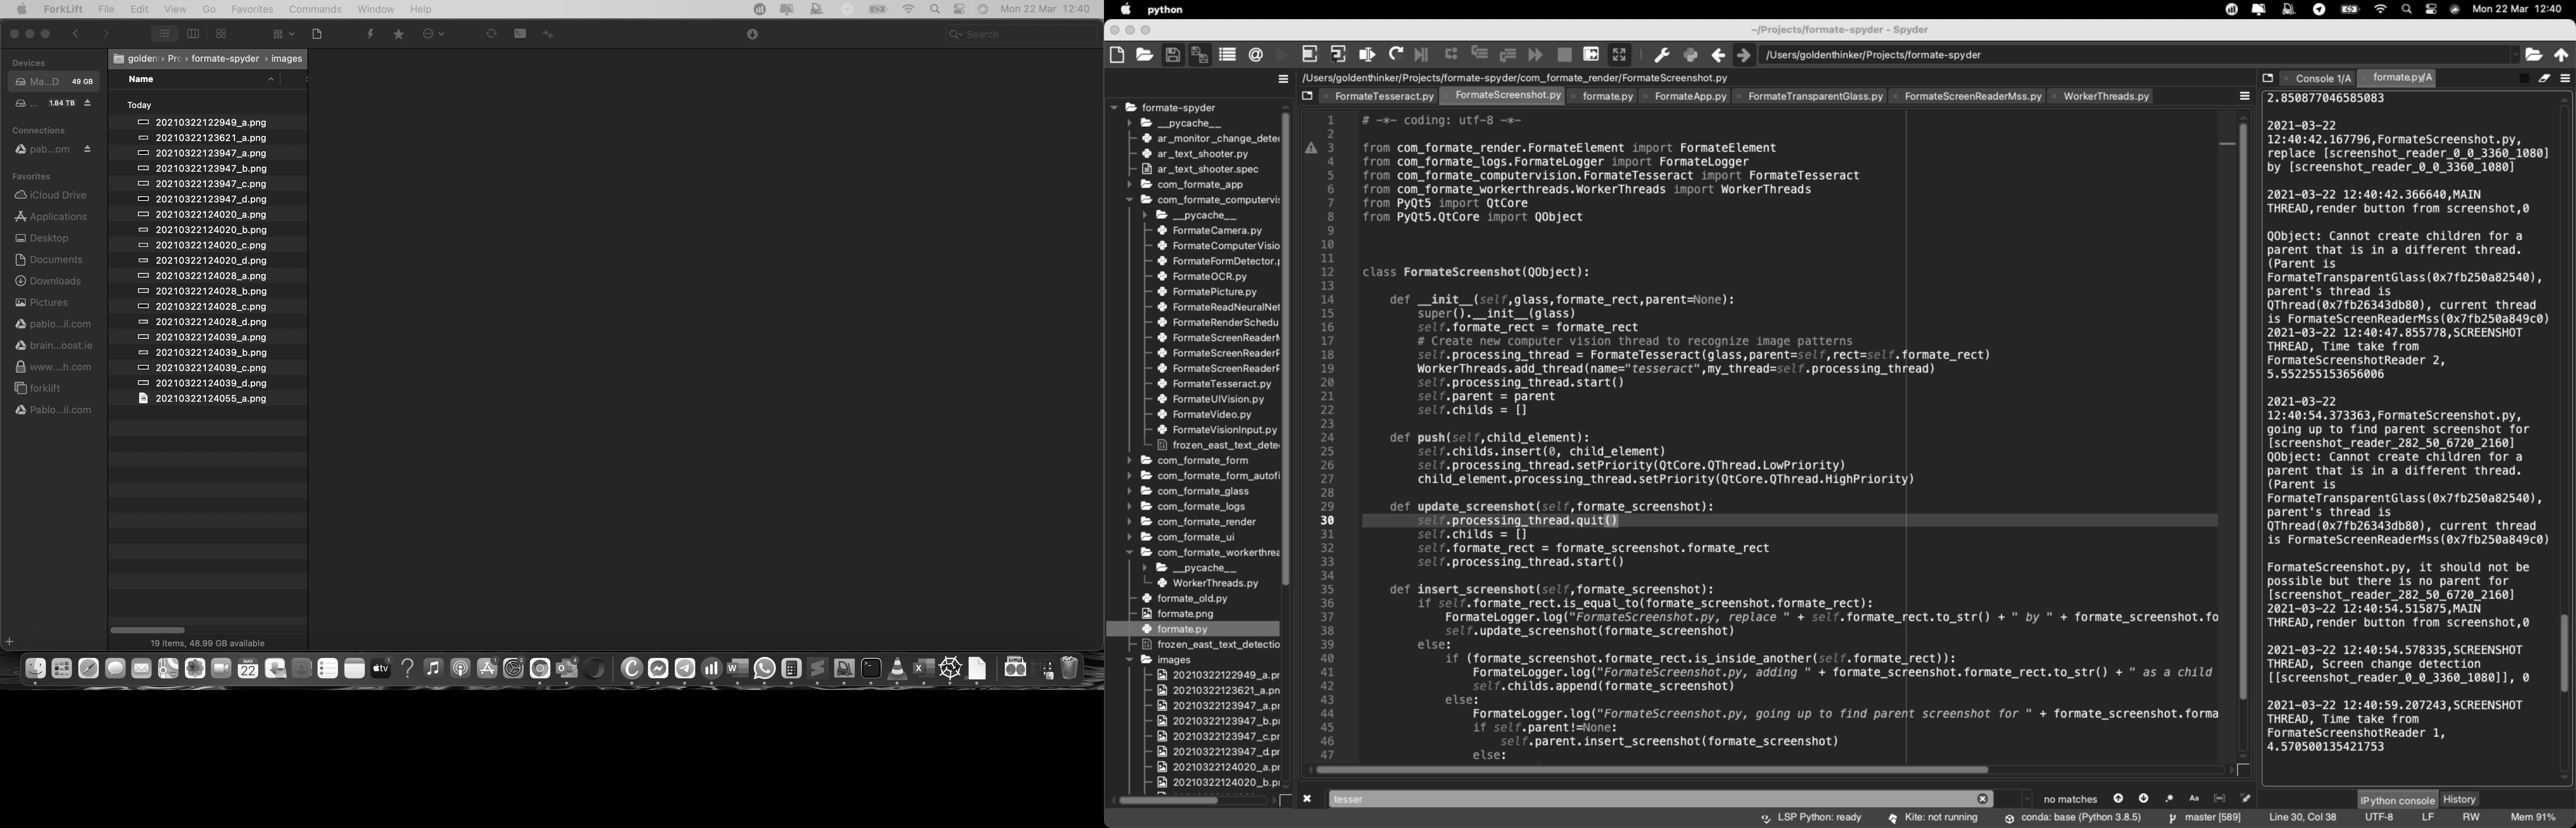 ForkLift File Edit View Go Favorites Commands Window Help
Mon 22 Mar 12:40
Search
Devices
Ma...D 49 GB
... 1.84 TB
Connections
pab...om
Favorites
iCloud Drive
Applications
Desktop
Documents
Downloads
Pictures
pablo...il.com
brain...oost.ie
www....h.com
forklift
Pablo...il.com
golden › Pr › formate-spyder › images
Name
Today
20210322122949_a.png
20210322123621_a.png
20210322123947_a.png
20210322123947_b.png
20210322123947_c.png
20210322123947_d.png
20210322124020_a.png
20210322124020_b.png
20210322124020_c.png
20210322124020_d.png
20210322124028_a.png
20210322124028_b.png
20210322124028_c.png
20210322124028_d.png
20210322124039_a.png
20210322124039_b.png
20210322124039_c.png
20210322124039_d.png
20210322124055_a.png
19 items, 48.99 GB available
MAR
22
tv
python
Mon 22 Mar 12:40
~/Projects/formate-spyder - Spyder
/Users/goldenthinker/Projects/formate-spyder
formate-spyder
__pycache__
ar_monitor_change_detec
ar_text_shooter.py
ar_text_shooter.spec
com_formate_app
com_formate_computervis
__pycache__
FormateCamera.py
FormateComputerVisio
FormateFormDetector.p
FormateOCR.py
FormatePicture.py
FormateReadNeuralNet
FormateRenderSchedu
FormateScreenReaderM
FormateScreenReaderF
FormateScreenReaderF
FormateTesseract.py
FormateUIVision.py
FormateVideo.py
FormateVisionInput.py
frozen_east_text_detec
com_formate_form
com_formate_form_autofi
com_formate_glass
com_formate_logs
com_formate_render
com_formate_ui
com_formate_workerthrea
__pycache__
WorkerThreads.py
formate_old.py
formate.png
formate.py
frozen_east_text_detectio
images
20210322122949_a.pr
20210322123621_a.pn
20210322123947_a.pr
20210322123947_b.pr
20210322123947_c.pr
20210322123947_d.pr
20210322124020_a.pr
20210322124020_b.pr
/Users/goldenthinker/Projects/formate-spyder/com_formate_render/FormateScreenshot.py
FormateTesseract.py FormateScreenshot.py formate.py FormateApp.py FormateTransparentGlass.py FormateScreenReaderMss.py WorkerThreads.py
1 # -*- coding: utf-8 -*-
2
3 from com_formate_render.FormateElement import FormateElement
4 from com_formate_logs.FormateLogger import FormateLogger
5 from com_formate_computervision.FormateTesseract import FormateTesseract
6 from com_formate_workerthreads.WorkerThreads import WorkerThreads
7 from PyQt5 import QtCore
8 from PyQt5.QtCore import QObject
9
10
11
12 class FormateScreenshot(QObject):
13
14 def __init__(self,glass,formate_rect,parent=None):
15 super().__init__(glass)
16 self.formate_rect = formate_rect
17 # Create new computer vision thread to recognize image patterns
18 self.processing_thread = FormateTesseract(glass,parent=self,rect=self.formate_rect)
19 WorkerThreads.add_thread(name="tesseract",my_thread=self.processing_thread)
20 self.processing_thread.start()
21 self.parent = parent
22 self.childs = []
23
24 def push(self,child_element):
25 self.childs.insert(0, child_element)
26 self.processing_thread.setPriority(QtCore.QThread.LowPriority)
27 child_element.processing_thread.setPriority(QtCore.QThread.HighPriority)
28
29 def update_screenshot(self,formate_screenshot):
30 self.processing_thread.quit()
31 self.childs = []
32 self.formate_rect = formate_screenshot.formate_rect
33 self.processing_thread.start()
34
35 def insert_screenshot(self,formate_screenshot):
36 if self.formate_rect.is_equal_to(formate_screenshot.formate_rect):
37 FormateLogger.log("FormateScreenshot.py, replace " + self.formate_rect.to_str() + " by " + formate_screenshot.fo
38 self.update_screenshot(formate_screenshot)
39 else:
40 if (formate_screenshot.formate_rect.is_inside_another(self.formate_rect)):
41 FormateLogger.log("FormateScreenshot.py, adding " + formate_screenshot.formate_rect.to_str() + " as a child
42 self.childs.append(formate_screenshot)
43 else:
44 FormateLogger.log("FormateScreenshot.py, going up to find parent screenshot for " + formate_screenshot.forma
45 if self.parent!=None:
46 self.parent.insert_screenshot(formate_screenshot)
47 else:
tesser
no matches
Aa
Console 1/A formate.py/A
2.850877046585083
2021-03-22
12:40:42.167796,FormateScreenshot.py,
replace [screenshot_reader_0_0_3360_1080]
by [screenshot_reader_0_0_3360_1080]
2021-03-22 12:40:42.366640,MAIN
THREAD,render button from screenshot,0
QObject: Cannot create children for a
parent that is in a different thread.
(Parent is
FormateTransparentGlass(0x7fb250a82540),
parent's thread is
QThread(0x7fb26343db80), current thread
is FormateScreenReaderMss(0x7fb250a849c0)
2021-03-22 12:40:47.855778,SCREENSHOT
THREAD, Time take from
FormateScreenshotReader 2,
5.552255153656006
2021-03-22
12:40:54.373363,FormateScreenshot.py,
going up to find parent screenshot for
[screenshot_reader_282_50_6720_2160]
QObject: Cannot create children for a
parent that is in a different thread.
(Parent is
FormateTransparentGlass(0x7fb250a82540),
parent's thread is
QThread(0x7fb26343db80), current thread
is FormateScreenReaderMss(0x7fb250a849c0)
FormateScreenshot.py, it should not be
possible but there is no parent for
[screenshot_reader_282_50_6720_2160]
2021-03-22 12:40:54.515875,MAIN
THREAD,render button from screenshot,0
2021-03-22 12:40:54.578335,SCREENSHOT
THREAD, Screen change detection
[[screenshot_reader_0_0_3360_1080]], 0
2021-03-22 12:40:59.207243,SCREENSHOT
THREAD, Time take from
FormateScreenshotReader 1,
4.570500135421753
IPython console History
LSP Python: ready Kite: not running conda: base (Python 3.8.5) master [589] Line 30, Col 38 UTF-8 LF RW Mem 91%